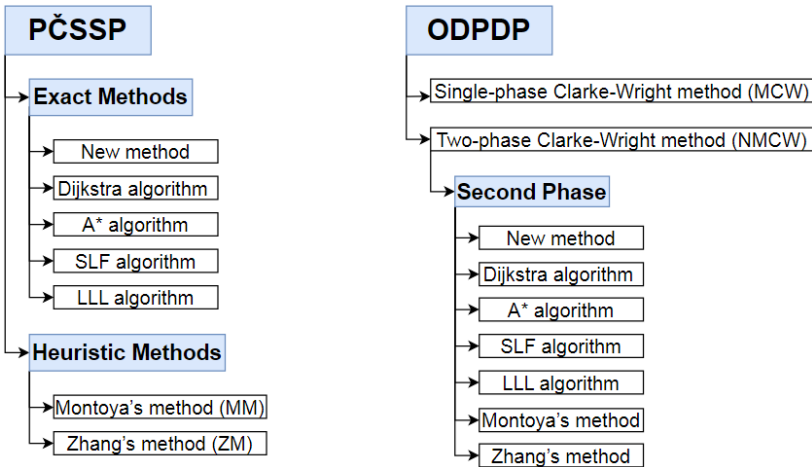 PČSSP
Exact Methods
New method
Dijkstra algorithm
A* algorithm
SLF algorithm
LLL algorithm
Heuristic Methods
Montoya's method (MM)
Zhang's method (ZM)
ODPDP
Single-phase Clarke-Wright method (MCW)
Two-phase Clarke-Wright method (NMCW)
Second Phase
New method
Dijkstra algorithm
A* algorithm
SLF algorithm
LLL algorithm
Montoya's method
Zhang's method